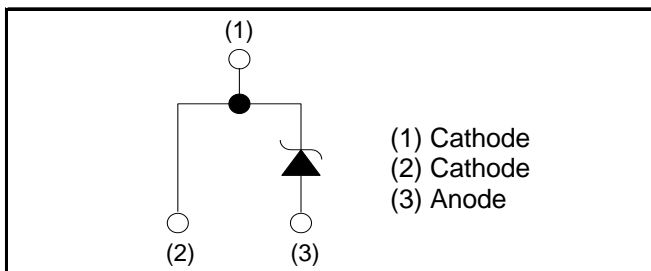 (1)
(1) Cathode
(2) Cathode
(3) Anode
(2) (3)